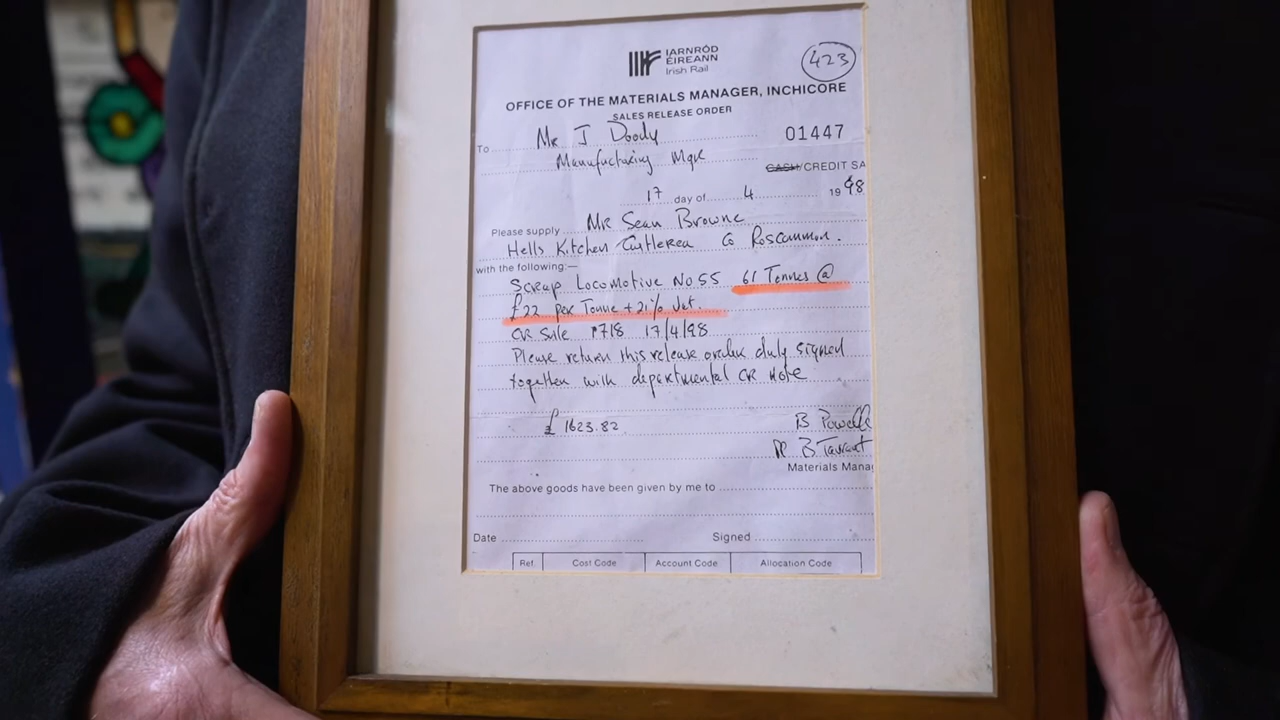 IARNRÓD
ÉIREANN
Irish Rail
423
OFFICE OF THE MATERIALS MANAGER, INCHICORE
SALES RELEASE ORDER
To Mr J Doody
01447
Manufacturing Mgr
CASH/CREDIT SA
17 day of 4 1998
Please supply Mr Sean Browne
Hells Kitchen Castlerea Co Roscommon.
with the following:—
Scrap Locomotive No 55 61 Tonnes @
£22 per Tonne + 21% Vat.
CR Sale 1718 17/4/98
Please return this release order duly signed
together with departmental CR Note
£1623.82
B Powell
B Tarrant
Materials Mana
The above goods have been given by me to
Date Signed
Ref. Cost Code Account Code Allocation Code